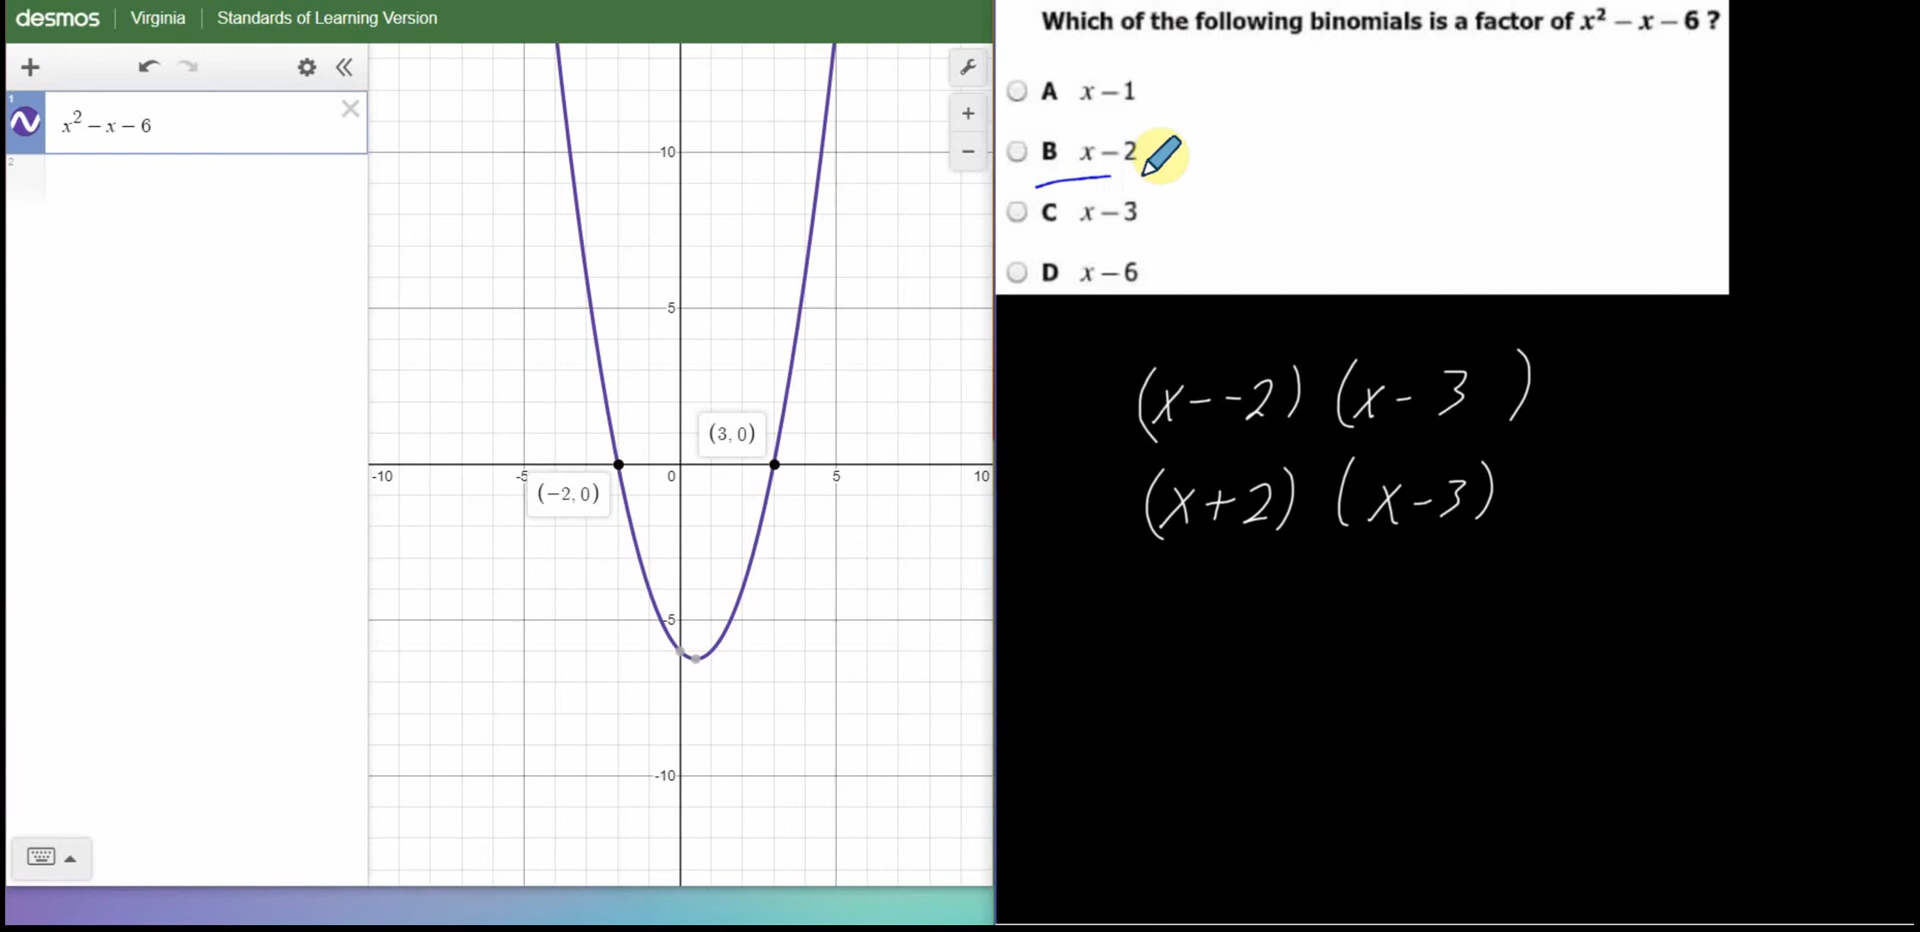 desmos Virginia Standards of Learning Version
1
x² − x − 6
2
10
5
-10
-5
0
5
10
(3, 0)
(−2, 0)
-5
-10
Which of the following binomials is a factor of x² − x − 6 ?
A x − 1
B x − 2
C x − 3
D x − 6
(x - -2) (x - 3 )
(x + 2) (x - 3)